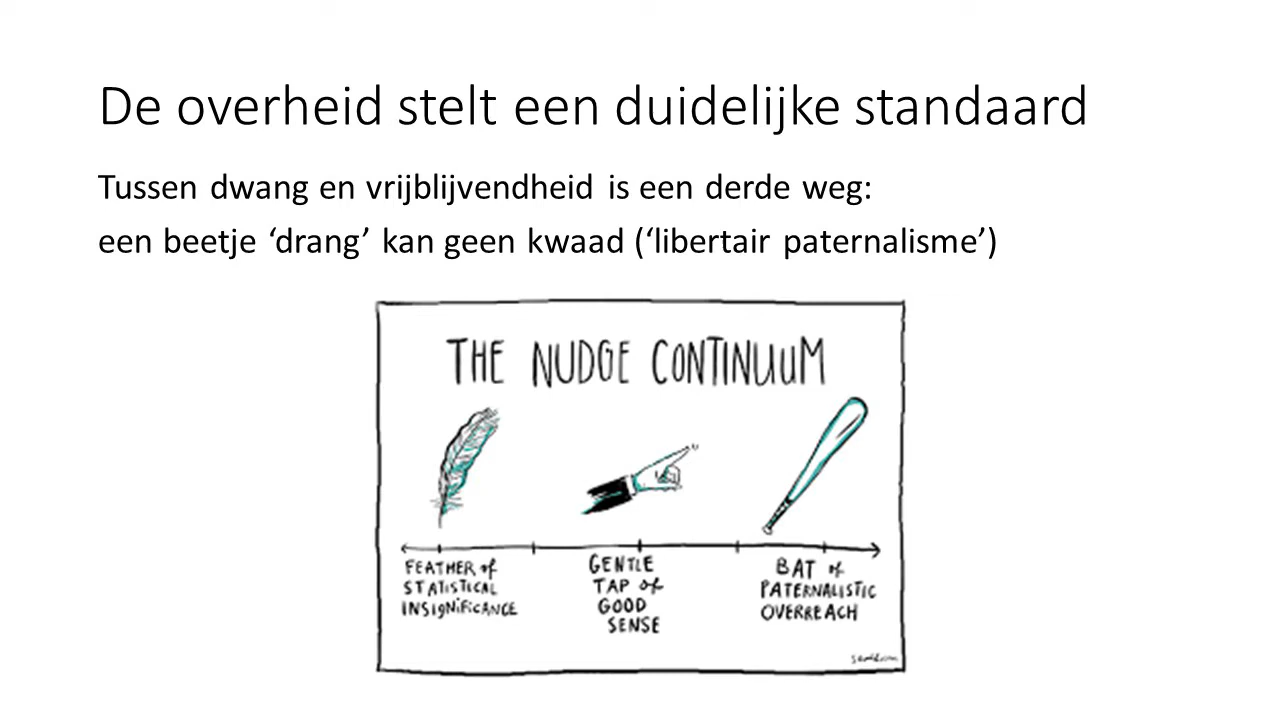 De overheid stelt een duidelijke standaard
Tussen dwang en vrijblijvendheid is een derde weg:
een beetje ‘drang’ kan geen kwaad (‘libertair paternalisme’)
THE NUDGE CONTINUUM
FEATHER of
STATISTICAL
INSIGNIFICANCE
GENTLE
TAP of
GOOD
SENSE
BAT of
PATERNALISTIC
OVERREACH